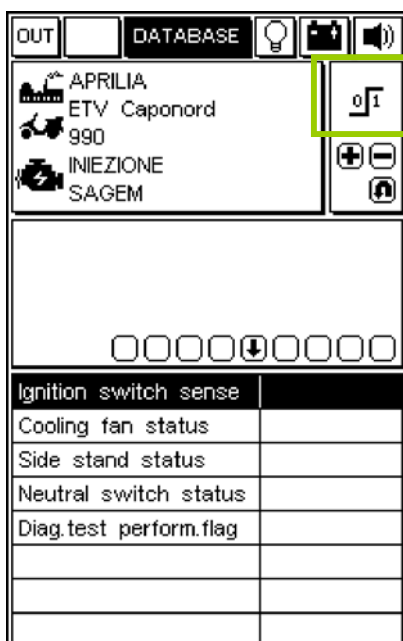 OUT DATABASE
APRILIA
ETV Caponord
990
INIEZIONE
SAGEM
0 1
Ignition switch sense
Cooling fan status
Side stand status
Neutral switch status
Diag.test perform.flag